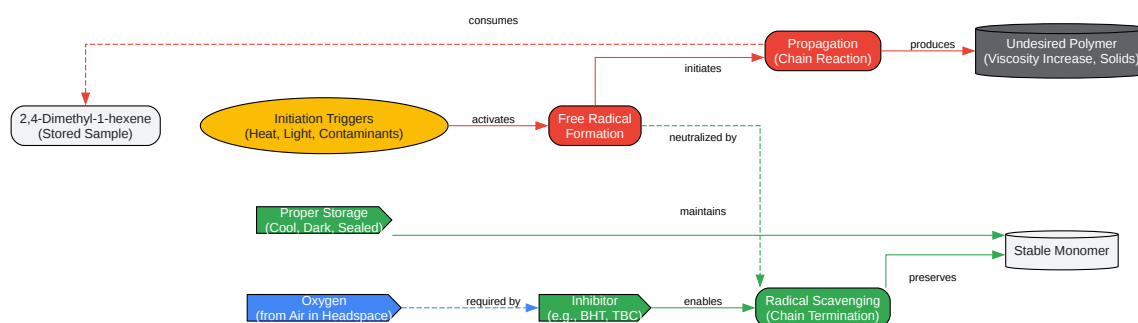 consumes
Propagation
(Chain Reaction)
produces
Undesired Polymer
(Viscosity Increase, Solids)
initiates
2,4-Dimethyl-1-hexene
(Stored Sample)
Initiation Triggers
(Heat, Light, Contaminants)
activates
Free Radical
Formation
neutralized by
Proper Storage
(Cool, Dark, Sealed)
maintains
Stable Monomer
preserves
Oxygen
(from Air in Headspace)
required by
Inhibitor
(e.g., BHT, TBC)
enables
Radical Scavenging
(Chain Termination)